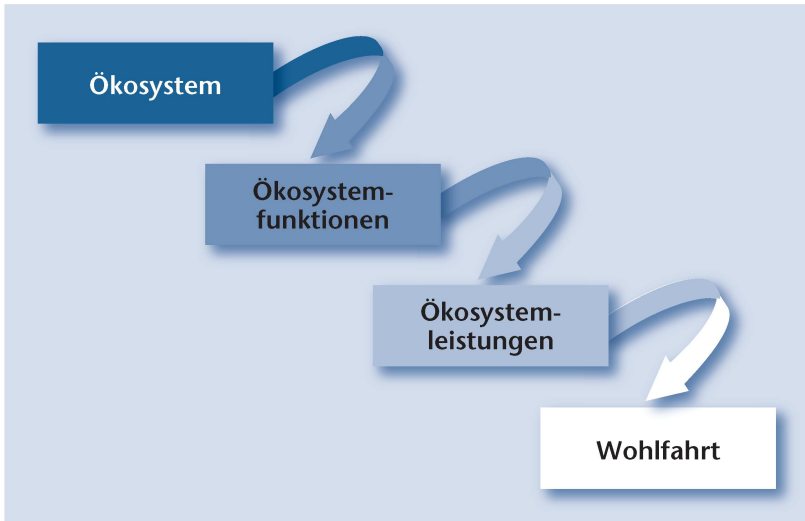 Ökosystem
Ökosystem-
funktionen
Ökosystem-
leistungen
Wohlfahrt